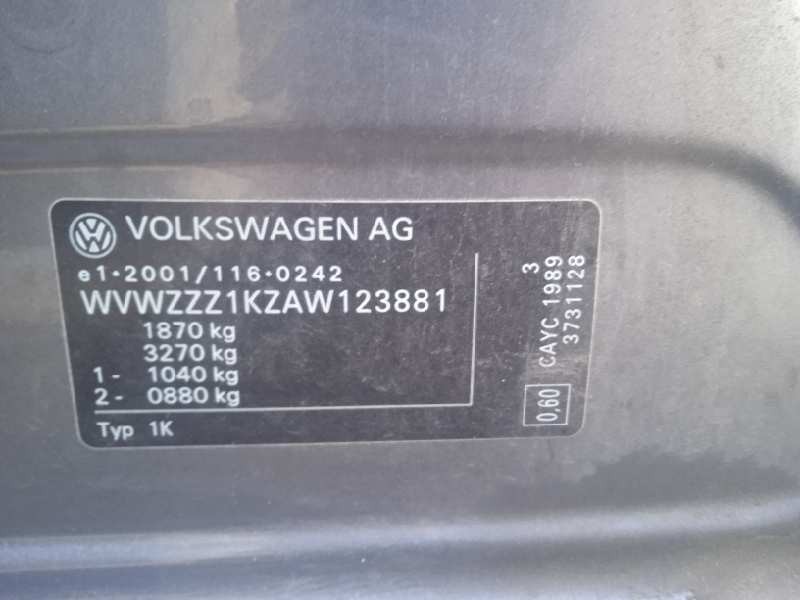 VOLKSWAGEN AG
e1*2001/116*0242
WVWZZZ1KZAW123881
1870 kg
3270 kg
1 - 1040 kg
2 - 0880 kg
Typ 1K
3
CAYC 1989
3731128
0,60